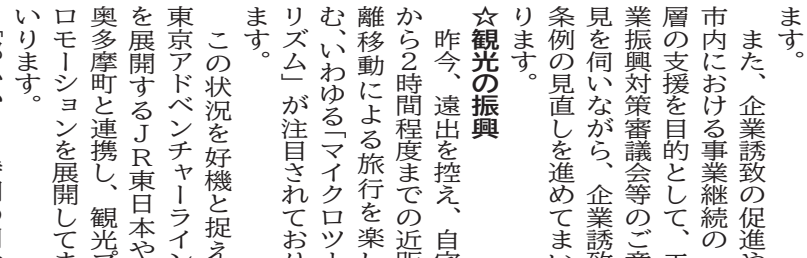 ます。
また、企業誘致の促進や
市内における事業継続の
層の支援を目的として、
業振興対策審議会等のご意
見を伺いながら、企業誘致
条例の見直しを進めてまい
ります。
☆観光の振興
昨今、遠出を控え、自宅
から2時間程度までの近距
離移動による旅行を楽し
む、いわゆる「マイクロツー
リズム」が注目されており
ます。
この状況を好機と捉え
東京アドベンチャーライン
を展開するJR東日本や
奥多摩町と連携し、観光プ
ロモーションを展開してま
いります。